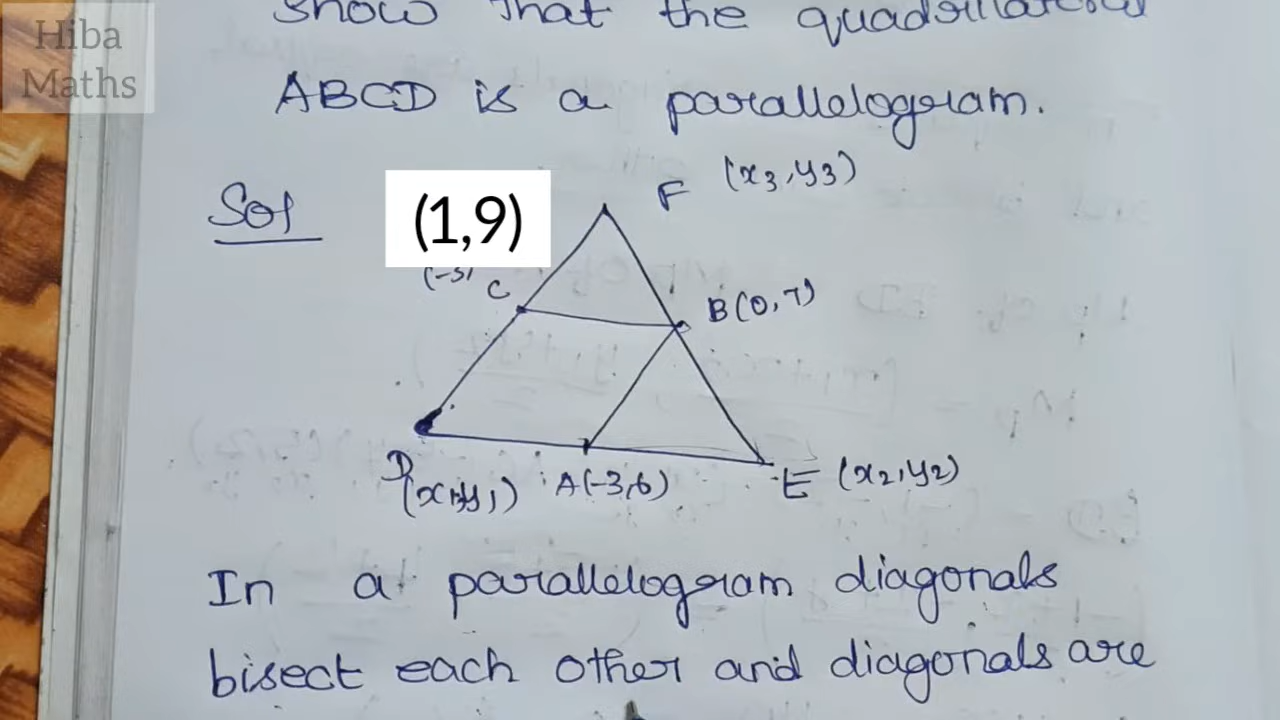 Hiba
Maths
show that the quadrilateral
ABCD is a parallelogram.
Sol
(1,9)
F (x3,y3)
C
B(0,7)
D
(x1,y1)
A(-3,6)
E (x2,y2)
In a parallelogram diagonals
bisect each other and diagonals are